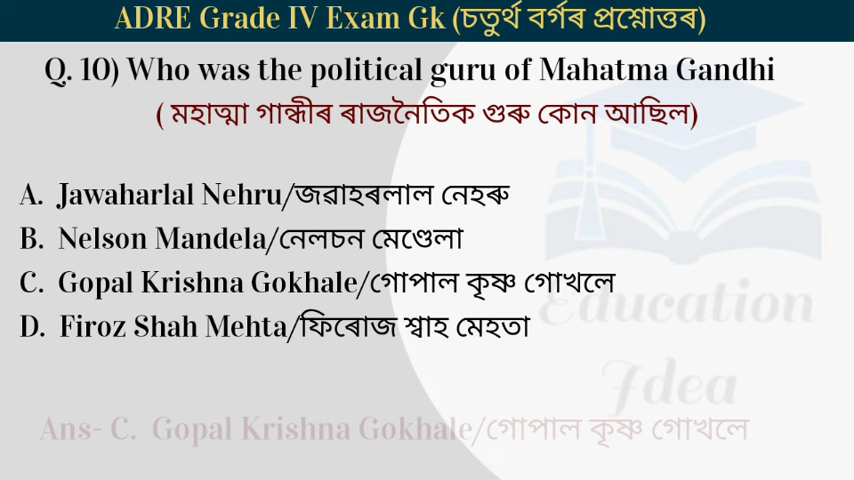 ADRE Grade IV Exam Gk (চতুৰ্থ বৰ্গৰ প্ৰশ্নোত্তৰ)
Q. 10) Who was the political guru of Mahatma Gandhi
( মহাত্মা গান্ধীৰ ৰাজনৈতিক গুৰু কোন আছিল)
A. Jawaharlal Nehru/জৱাহৰলাল নেহৰু
B. Nelson Mandela/নেলচন মেণ্ডেলা
C. Gopal Krishna Gokhale/গোপাল কৃষ্ণ গোখলে
D. Firoz Shah Mehta/ফিৰোজ শ্বাহ মেহতা
Education
Idea
Ans- C. Gopal Krishna Gokhale/গোপাল কৃষ্ণ গোখলে